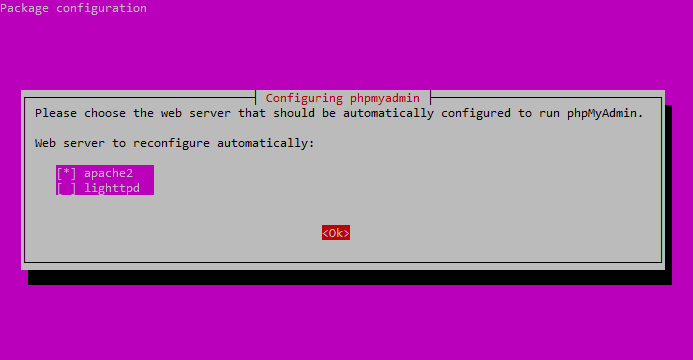 Package configuration
Configuring phpmyadmin
Please choose the web server that should be automatically configured to run phpMyAdmin.
Web server to reconfigure automatically:
[*] apache2
[ ] lighttpd
<Ok>